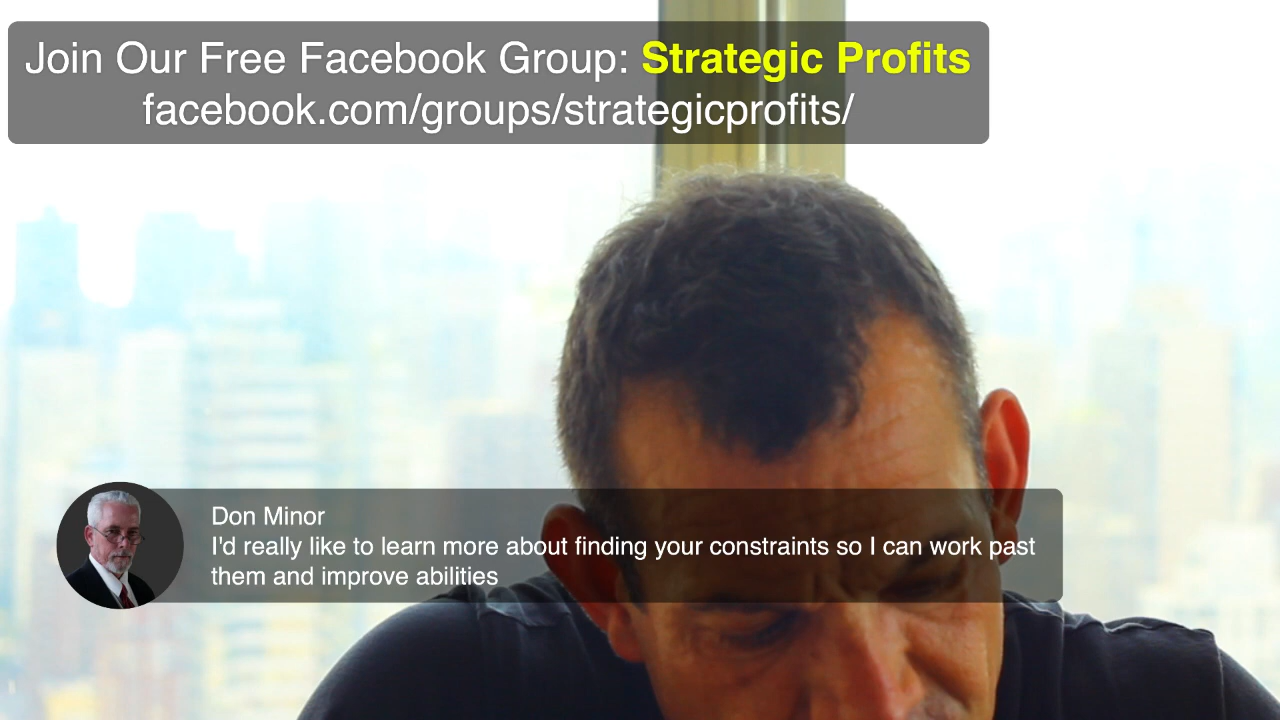 Join Our Free Facebook Group: Strategic Profits
facebook.com/groups/strategicprofits/
Don Minor
I'd really like to learn more about finding your constraints so I can work past
them and improve abilities